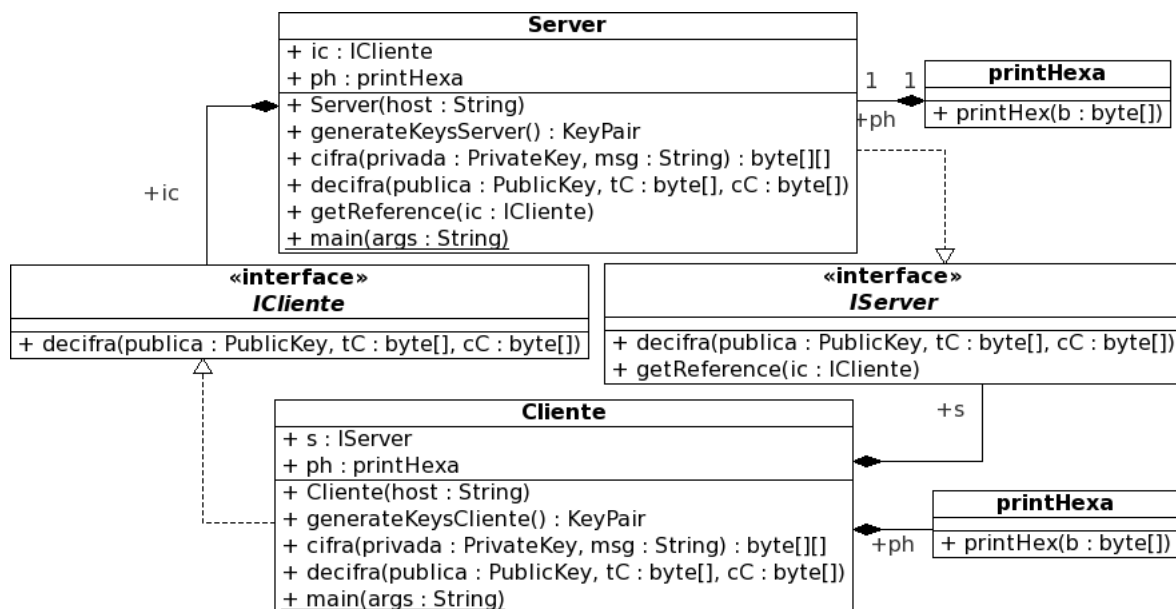 Server
+ ic : ICliente
+ ph : printHexa
+ Server(host : String)
+ generateKeysServer() : KeyPair
+ cifra(privada : PrivateKey, msg : String) : byte[][]
+ decifra(publica : PublicKey, tC : byte[], cC : byte[])
+ getReference(ic : ICliente)
+ main(args : String)
1 1
+ph
printHexa
+ printHex(b : byte[])
+ic
«interface»
ICliente
+ decifra(publica : PublicKey, tC : byte[], cC : byte[])
«interface»
IServer
+ decifra(publica : PublicKey, tC : byte[], cC : byte[])
+ getReference(ic : ICliente)
+s
Cliente
+ s : IServer
+ ph : printHexa
+ Cliente(host : String)
+ generateKeysCliente() : KeyPair
+ cifra(privada : PrivateKey, msg : String) : byte[][]
+ decifra(publica : PublicKey, tC : byte[], cC : byte[])
+ main(args : String)
+ph
printHexa
+ printHex(b : byte[])